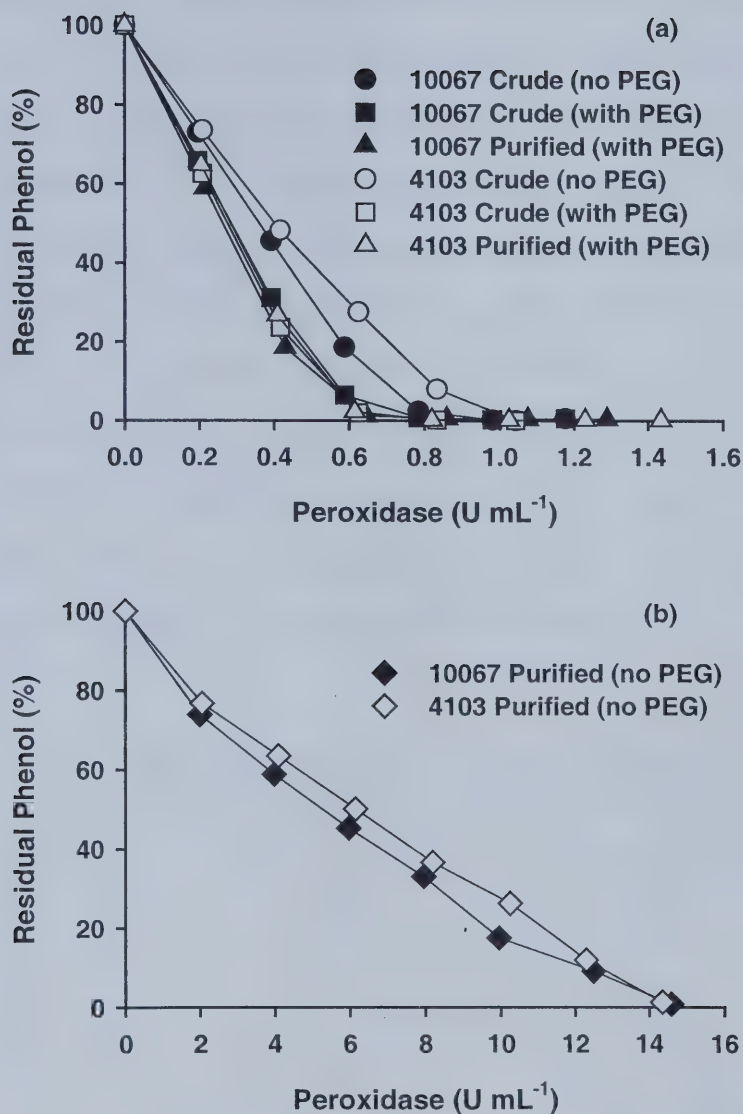 (a)
100
80
60
40
20
0
Residual Phenol (%)
10067 Crude (no PEG)
10067 Crude (with PEG)
10067 Purified (with PEG)
4103 Crude (no PEG)
4103 Crude (with PEG)
4103 Purified (with PEG)
0.0 0.2 0.4 0.6 0.8 1.0 1.2 1.4 1.6
Peroxidase (U mL⁻¹)
(b)
100
80
60
40
20
0
Residual Phenol (%)
10067 Purified (no PEG)
4103 Purified (no PEG)
0 2 4 6 8 10 12 14 16
Peroxidase (U mL⁻¹)